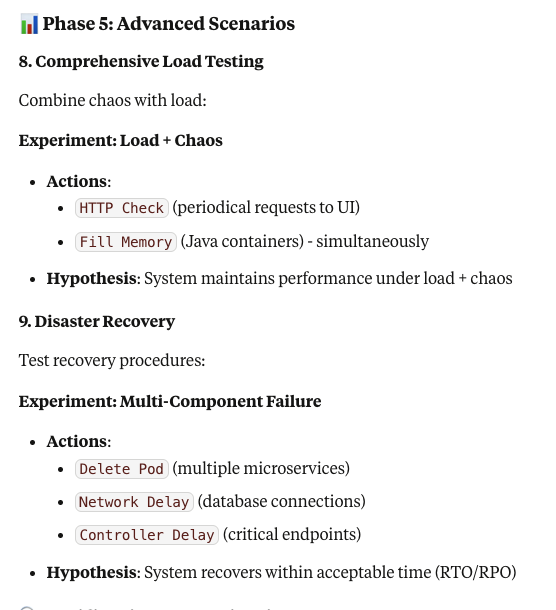 Phase 5: Advanced Scenarios
8. Comprehensive Load Testing
Combine chaos with load:
Experiment: Load + Chaos
• Actions:
• HTTP Check (periodical requests to UI)
• Fill Memory (Java containers) - simultaneously
• Hypothesis: System maintains performance under load + chaos
9. Disaster Recovery
Test recovery procedures:
Experiment: Multi-Component Failure
• Actions:
• Delete Pod (multiple microservices)
• Network Delay (database connections)
• Controller Delay (critical endpoints)
• Hypothesis: System recovers within acceptable time (RTO/RPO)